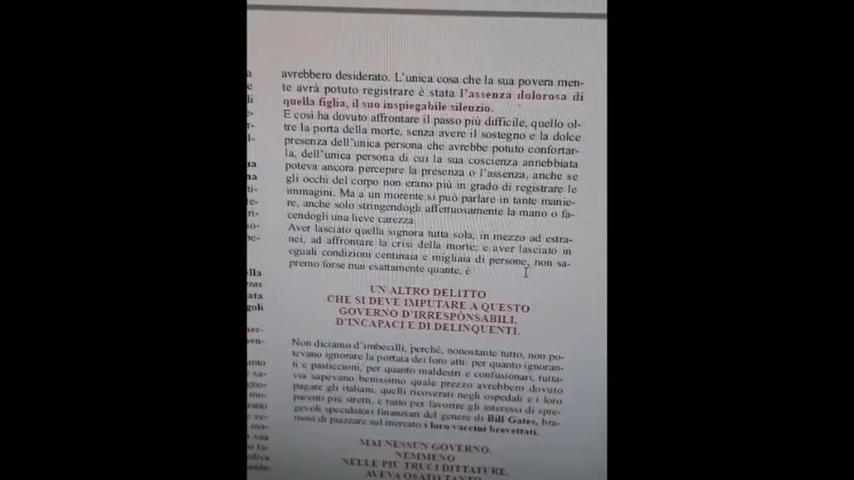 avrebbero desiderato. L'unica cosa che la sua povera men-
te avrà potuto registrare è stata l'assenza dolorosa di
quella figlia, il suo inspiegabile silenzio.
E così ha dovuto affrontare il passo più difficile, quello ol-
tre la porta della morte, senza avere il sostegno e la dolce
presenza dell'unica persona che avrebbe potuto confortar-
la, dell'unica persona di cui la sua coscienza annebbiata
poteva ancora percepire la presenza o l'assenza, anche se
gli occhi del corpo non erano più in grado di registrare le
immagini. Ma a un morente si può parlare in tante manie-
re, anche solo stringendogli affettuosamente la mano o fa-
cendogli una lieve carezza.
Aver lasciato quella signora tutta sola, in mezzo ad estra-
nei, ad affrontare la crisi della morte; e aver lasciato in
eguali condizioni centinaia e migliaia di persone, non sa-
premo forse mai esattamente quante, è
UN ALTRO DELITTO
CHE SI DEVE IMPUTARE A QUESTO
GOVERNO D'IRRESPONSABILI,
D'INCAPACI E DI DELINQUENTI.
Non diciamo d'imbecilli, perché, nonostante tutto, non po-
tevano ignorare la portata dei loro atti: per quanto ignoran-
ti e pasticcioni, per quanto maldestri e confusionari, tutta-
via sapevano benissimo quale prezzo avrebbero dovuto
pagare gli italiani, quelli ricoverati negli ospedali e i loro
parenti più stretti, e tutto per favorire gli interessi di spre-
gevoli speculatori finanziari del genere di Bill Gates, bra-
mosi di piazzare sul mercato i loro vaccini brevettati.
MAI NESSUN GOVERNO,
NEMMENO
NELLE PIÙ TRUCI DITTATURE,
AVEVA OSATO TANTO